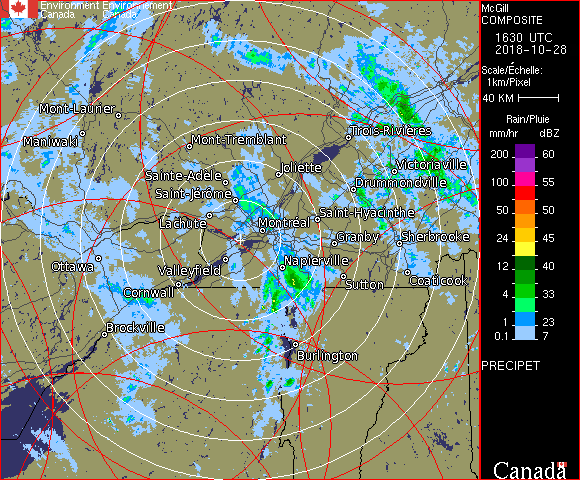 Environment Environnement
Canada Canada
Mont-Laurier
Maniwaki
Mont-Tremblant
Trois-Rivières
Joliette
Victoriaville
Sainte-Adèle
Drummondville
Saint-Jérôme
Lachute
Saint-Hyacinthe
Montréal
Granby
Sherbrooke
Ottawa
Valleyfield
Napierville
Sutton
Coaticook
Cornwall
Brockville
Burlington
McGill
COMPOSITE
1630 UTC
2018-10-28
Scale/Échelle:
1km/Pixel
40 KM
Rain/Pluie
mm/hr dBZ
200 60
100 55
50 50
24 45
12 40
4 33
1 23
0.1 7
PRECIPET
Canada